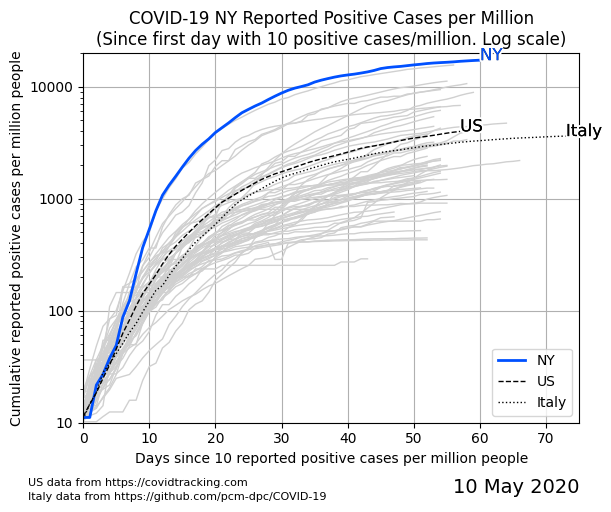 COVID-19 NY Reported Positive Cases per Million
(Since first day with 10 positive cases/million. Log scale)
Cumulative reported positive cases per million people
10000
1000
100
10
NY
US
Italy
NY
US
Italy
0 10 20 30 40 50 60 70
Days since 10 reported positive cases per million people
US data from https://covidtracking.com
Italy data from https://github.com/pcm-dpc/COVID-19
10 May 2020